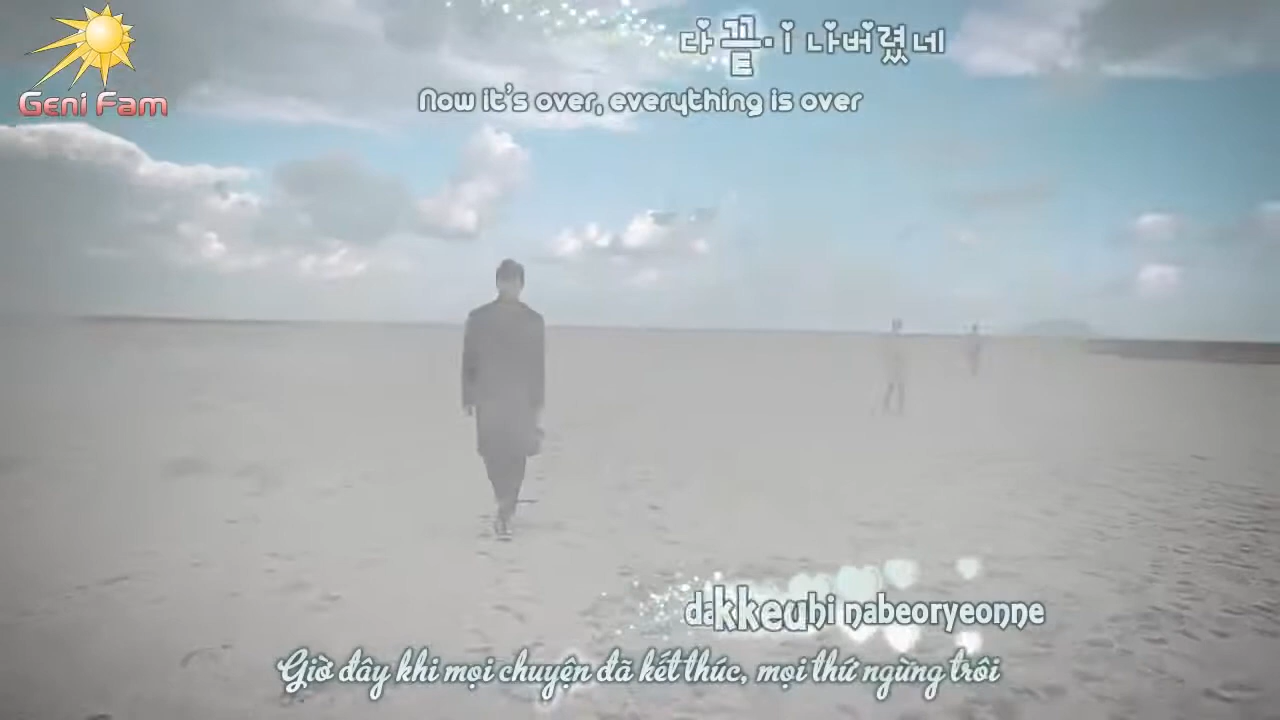 Geni Fam
다 끝이 나버렸네
Now it's over, everything is over
dakkeuhi nabeoryeonne
Giờ đây khi mọi chuyện đã kết thúc, mọi thứ ngừng trôi